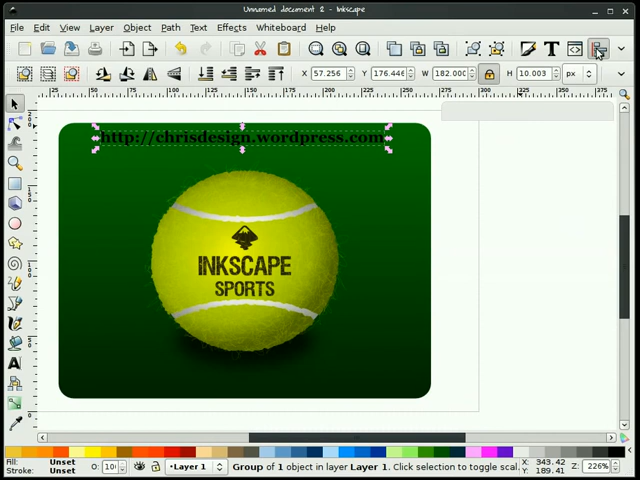 Unnamed document 2 - Inkscape
File Edit View Layer Object Path Text Effects Whiteboard Help
X 57.256 Y 176.446 W 182.000 H 10.003 px
http://chrisdesign.wordpress.com
INKSCAPE
SPORTS
Fill: Unset
Stroke: Unset
O: Layer 1 Group of 1 object in layer Layer 1. Click selection to toggle scal
X: 343.42
Y: 189.41
Z: 226%